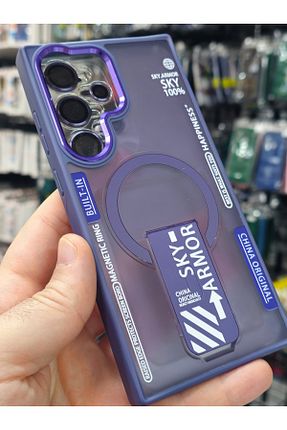 SKY ARMOR
SKY
100%
HAPPINESS
BUILT-IN
MAGNETIC RING
SKY-
ARMOR
CHINA
ORIGINAL
CHINA ORIGINAL